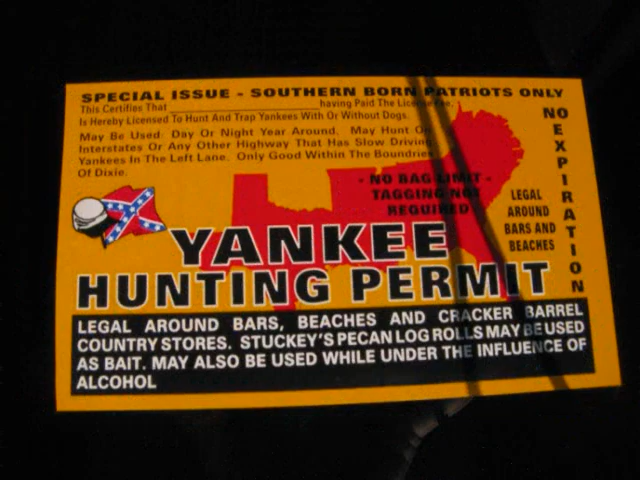 SPECIAL ISSUE - SOUTHERN BORN PATRIOTS ONLY
This Certifies That ______________________ having Paid The License Fee,
Is Hereby Licensed To Hunt And Trap Yankees With Or Without Dogs.
May Be Used: Day Or Night Year Around. May Hunt On
Interstates Or Any Other Highway That Has Slow Driving
Yankees In The Left Lane. Only Good Within The Boundries
Of Dixie.
- NO BAG LIMIT -
TAGGING NOT
REQUIRED
LEGAL
AROUND
BARS AND
BEACHES
NO EXPIRATION
YANKEE
HUNTING PERMIT
LEGAL AROUND BARS, BEACHES AND CRACKER BARREL
COUNTRY STORES. STUCKEY'S PECAN LOG ROLLS MAY BE USED
AS BAIT. MAY ALSO BE USED WHILE UNDER THE INFLUENCE OF
ALCOHOL